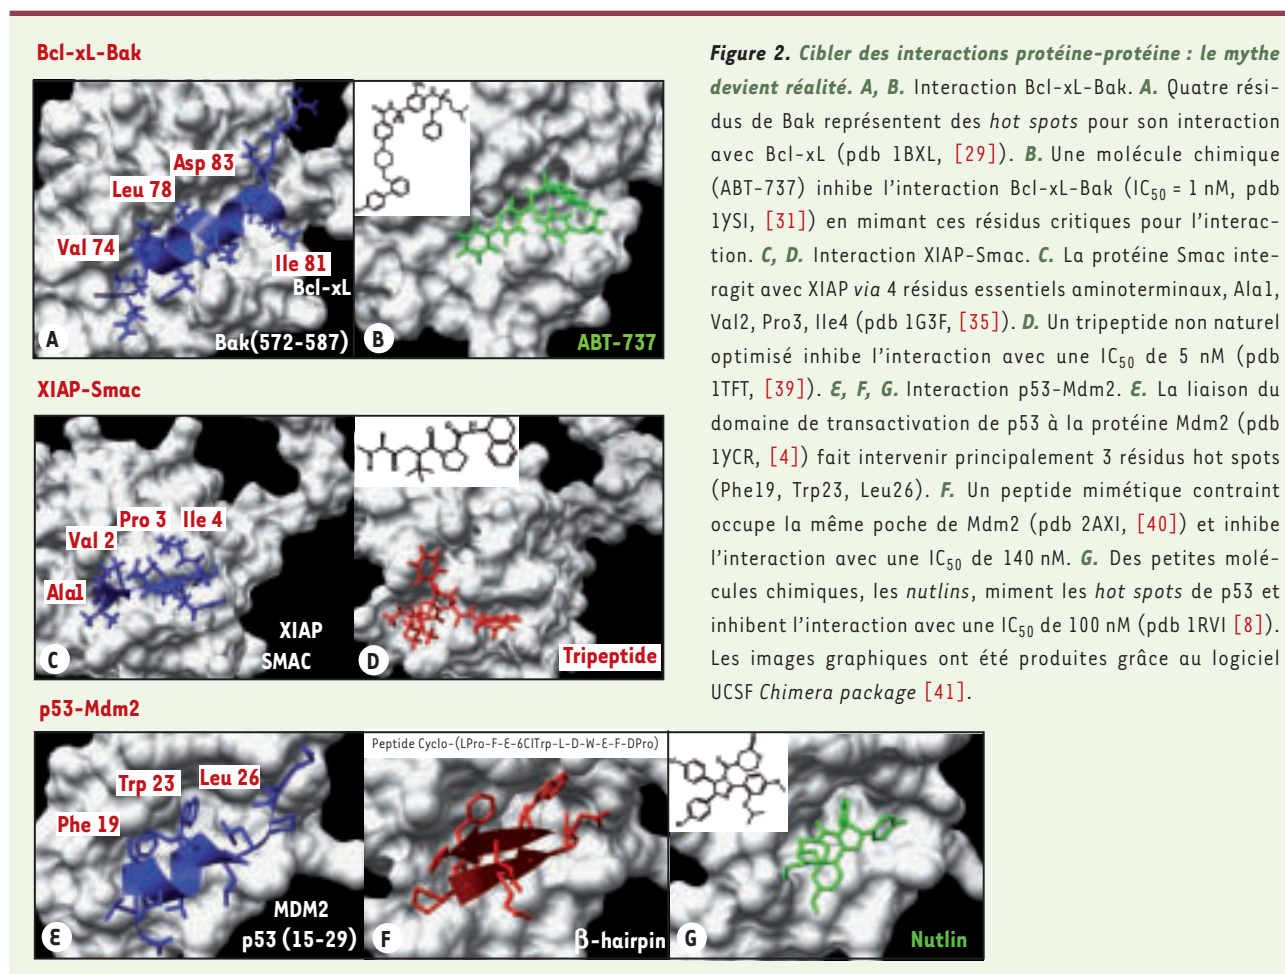 Bcl-xL-Bak
Asp 83
Leu 78
Val 74
Ile 81
Bcl-xL
A
Bak(572-587)
B
ABT-737
XIAP-Smac
Pro 3
Ile 4
Val 2
Ala1
XIAP
C
SMAC
D
Tripeptide
p53-Mdm2
Trp 23
Leu 26
Phe 19
MDM2
E
p53 (15-29)
Peptide Cyclo-(LPro-F-E-6ClTrp-L-D-W-E-F-DPro)
F
β-hairpin
G
Nutlin
Figure 2. Cibler des interactions protéine-protéine : le mythe
devient réalité. A, B. Interaction Bcl-xL-Bak. A. Quatre rési-
dus de Bak représentent des hot spots pour son interaction
avec Bcl-xL (pdb 1BXL, [29]). B. Une molécule chimique
(ABT-737) inhibe l'interaction Bcl-xL-Bak (IC50 = 1 nM, pdb
1YSI, [31]) en mimant ces résidus critiques pour l'interac-
tion. C, D. Interaction XIAP-Smac. C. La protéine Smac inte-
ragit avec XIAP via 4 résidus essentiels aminoterminaux, Ala1,
Val2, Pro3, Ile4 (pdb 1G3F, [35]). D. Un tripeptide non naturel
optimisé inhibe l'interaction avec une IC50 de 5 nM (pdb
1TFT, [39]). E, F, G. Interaction p53-Mdm2. E. La liaison du
domaine de transactivation de p53 à la protéine Mdm2 (pdb
1YCR, [4]) fait intervenir principalement 3 résidus hot spots
(Phe19, Trp23, Leu26). F. Un peptide mimétique contraint
occupe la même poche de Mdm2 (pdb 2AXI, [40]) et inhibe
l'interaction avec une IC50 de 140 nM. G. Des petites molé-
cules chimiques, les nutlins, miment les hot spots de p53 et
inhibent l'interaction avec une IC50 de 100 nM (pdb 1RVI [8]).
Les images graphiques ont été produites grâce au logiciel
UCSF Chimera package [41].